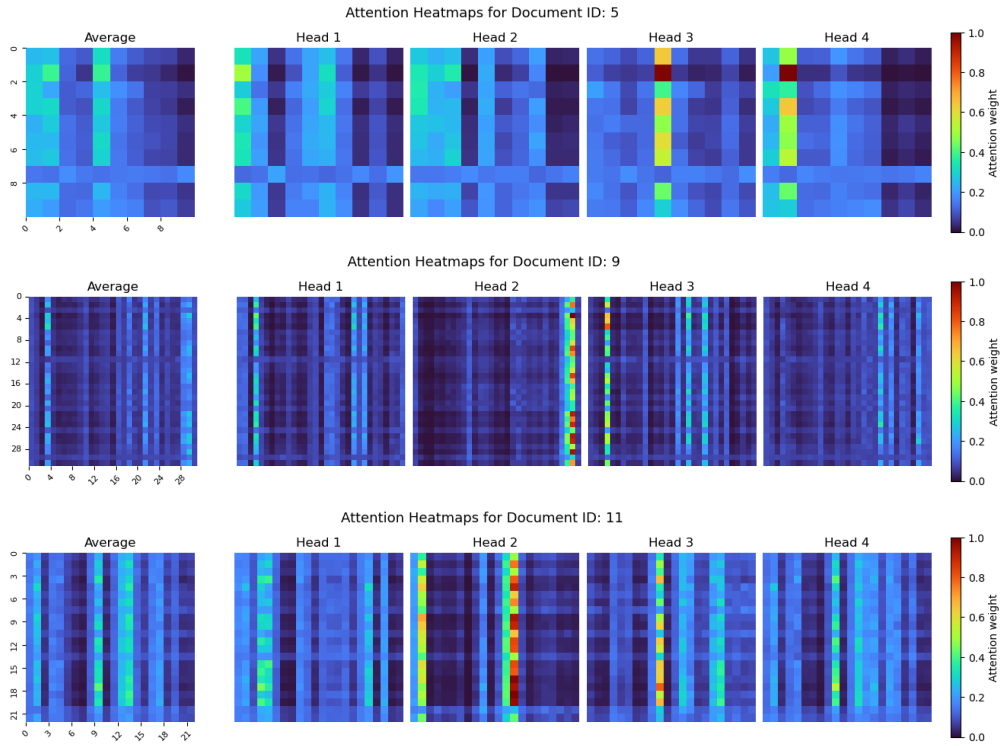 Attention Heatmaps for Document ID: 5
Average Head 1 Head 2 Head 3 Head 4
0 2 4 6 8
0 2 4 6 8
1.0 0.8 0.6 0.4 0.2 0.0
Attention weight
Attention Heatmaps for Document ID: 9
Average Head 1 Head 2 Head 3 Head 4
0 4 8 12 16 20 24 28
0 4 8 12 16 20 24 28
1.0 0.8 0.6 0.4 0.2 0.0
Attention weight
Attention Heatmaps for Document ID: 11
Average Head 1 Head 2 Head 3 Head 4
0 3 6 9 12 15 18 21
0 3 6 9 12 15 18 21
1.0 0.8 0.6 0.4 0.2 0.0
Attention weight